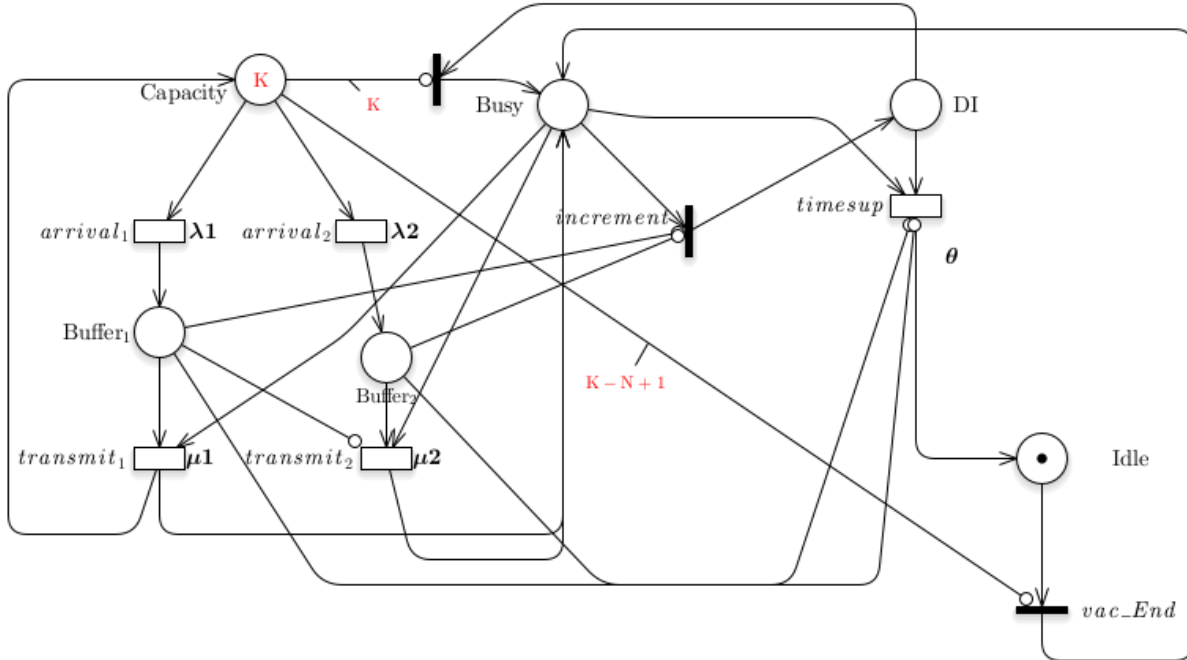 K
Capacity
K
Busy
DI
arrival₁ λ1
arrival₂ λ2
increment
timesup
θ
Buffer₁
Buffer₂
K − N + 1
transmit₁ μ1
transmit₂ μ2
Idle
vac_End